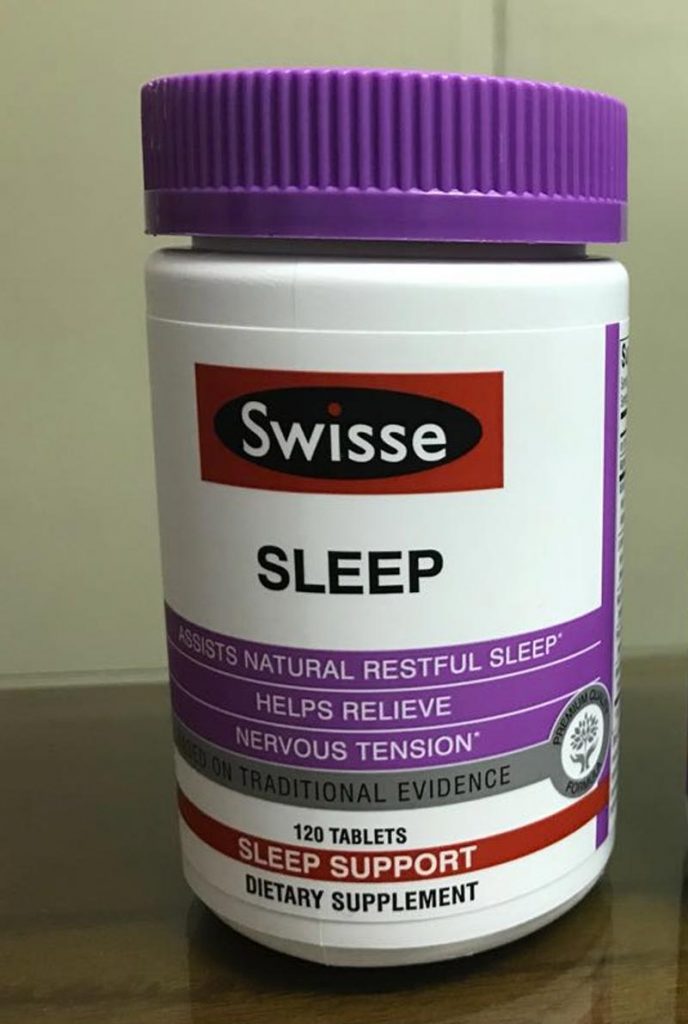 Swisse
SLEEP
ASSISTS NATURAL RESTFUL SLEEP*
HELPS RELIEVE
NERVOUS TENSION*
ON TRADITIONAL EVIDENCE
PREMIUM
120 TABLETS
SLEEP SUPPORT
DIETARY SUPPLEMENT